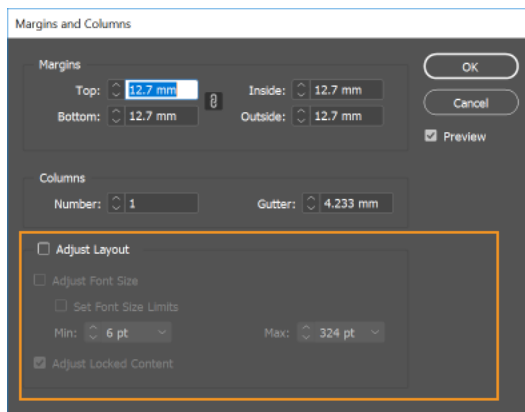 Margins and Columns
Margins
Top: 12.7 mm
Inside: 12.7 mm
Bottom: 12.7 mm
Outside: 12.7 mm
OK
Cancel
Preview
Columns
Number: 1
Gutter: 4.233 mm
Adjust Layout
Adjust Font Size
Set Font Size Limits
Min: 6 pt
Max: 324 pt
Adjust Locked Content